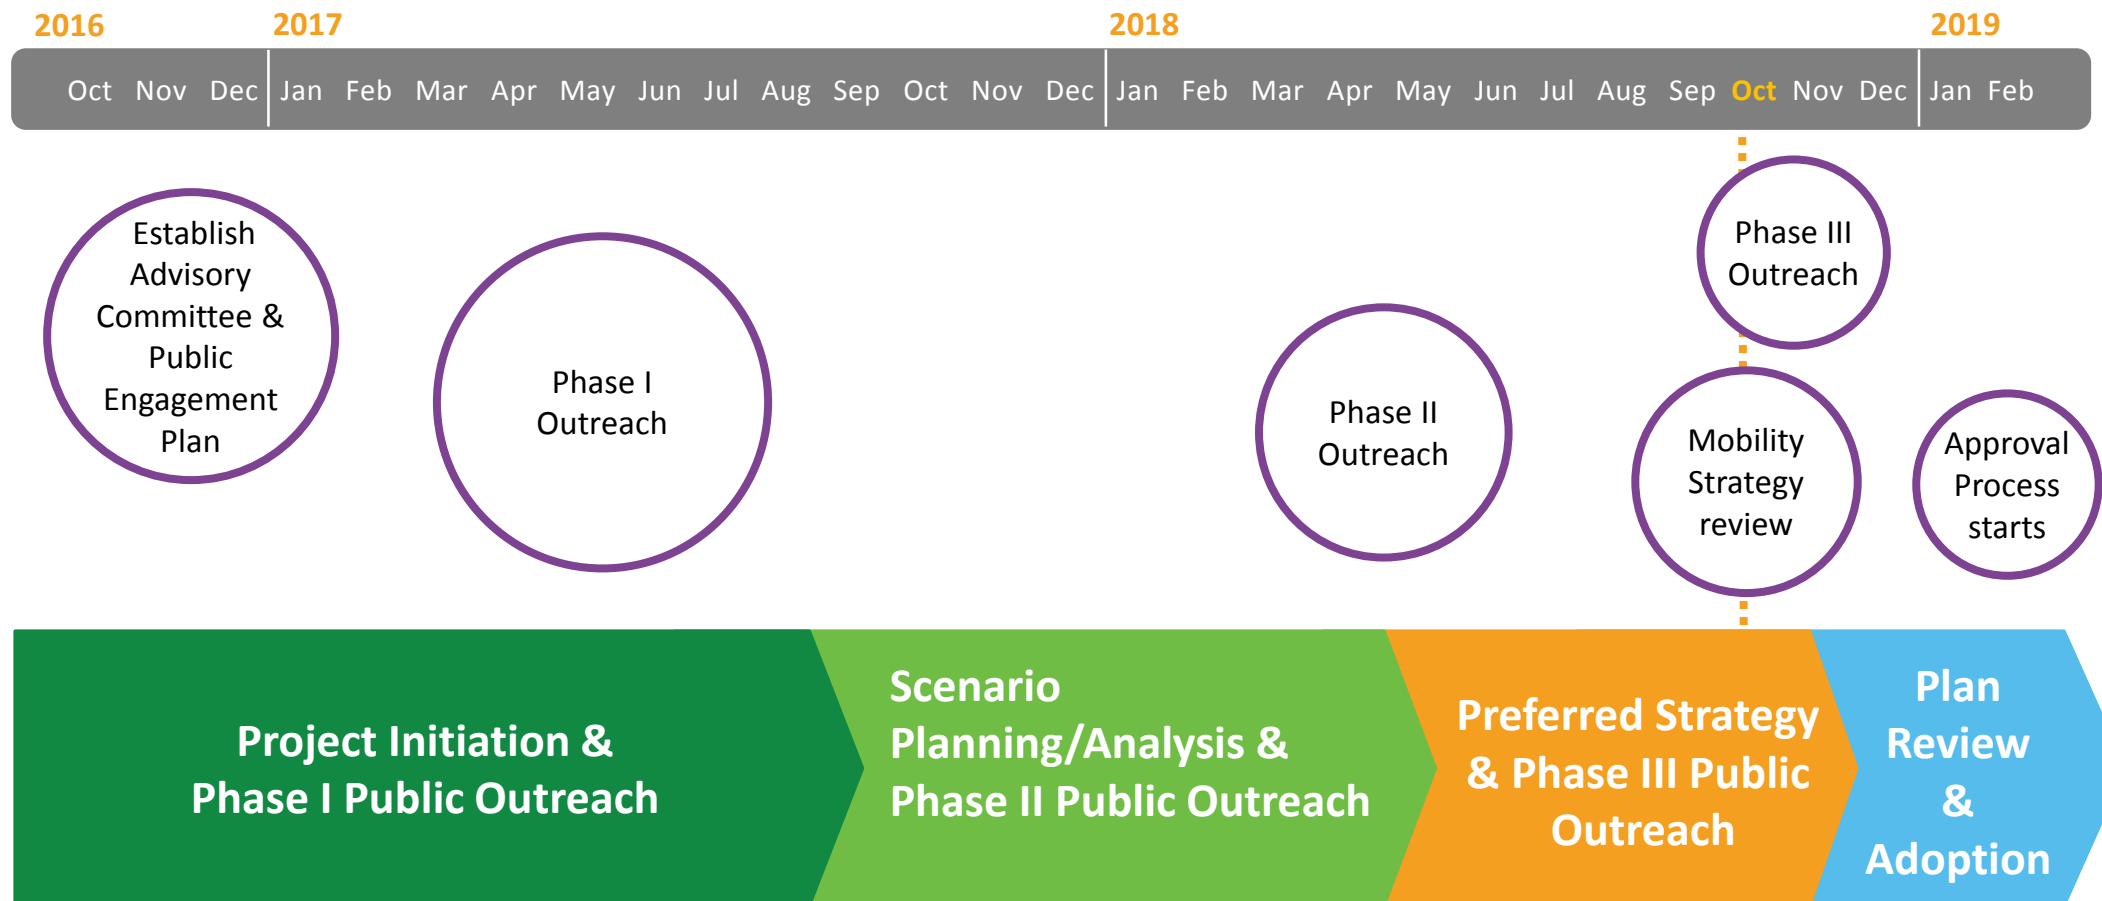 2016 2017 2018 2019
Oct Nov Dec Jan Feb Mar Apr May Jun Jul Aug Sep Oct Nov Dec Jan Feb Mar Apr May Jun Jul Aug Sep Oct Nov Dec Jan Feb
Establish
Advisory
Committee &
Public
Engagement
Plan
Phase I
Outreach
Phase II
Outreach
Phase III
Outreach
Mobility
Strategy
review
Approval
Process
starts
Project Initiation &
Phase I Public Outreach
Scenario
Planning/Analysis &
Phase II Public Outreach
Preferred Strategy
& Phase III Public
Outreach
Plan
Review
&
Adoption